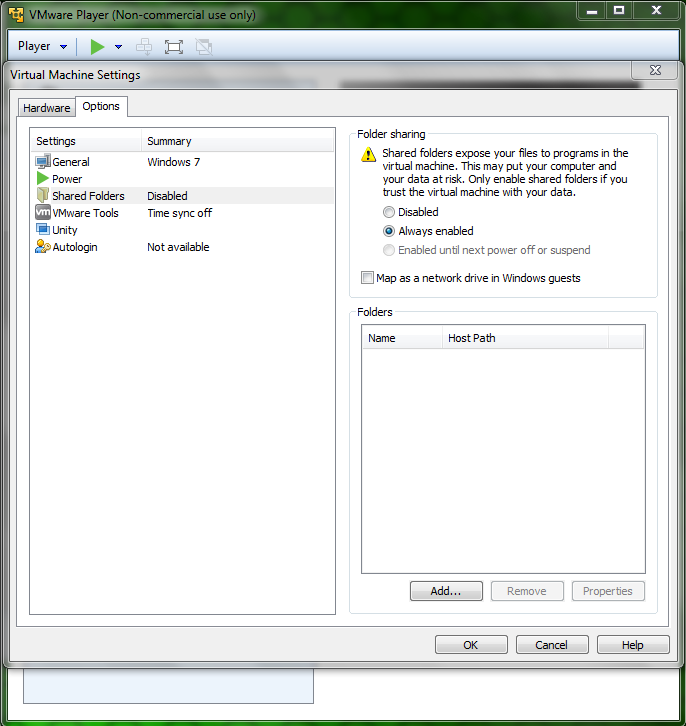 VMware Player (Non-commercial use only)
Player
Virtual Machine Settings
Hardware
Options
Settings Summary
General Windows 7
Power
Shared Folders Disabled
vm VMware Tools Time sync off
Unity
Autologin Not available
Folder sharing
Shared folders expose your files to programs in the
virtual machine. This may put your computer and
your data at risk. Only enable shared folders if you
trust the virtual machine with your data.
Disabled
Always enabled
Enabled until next power off or suspend
Map as a network drive in Windows guests
Folders
Name Host Path
Add... Remove Properties
OK Cancel Help